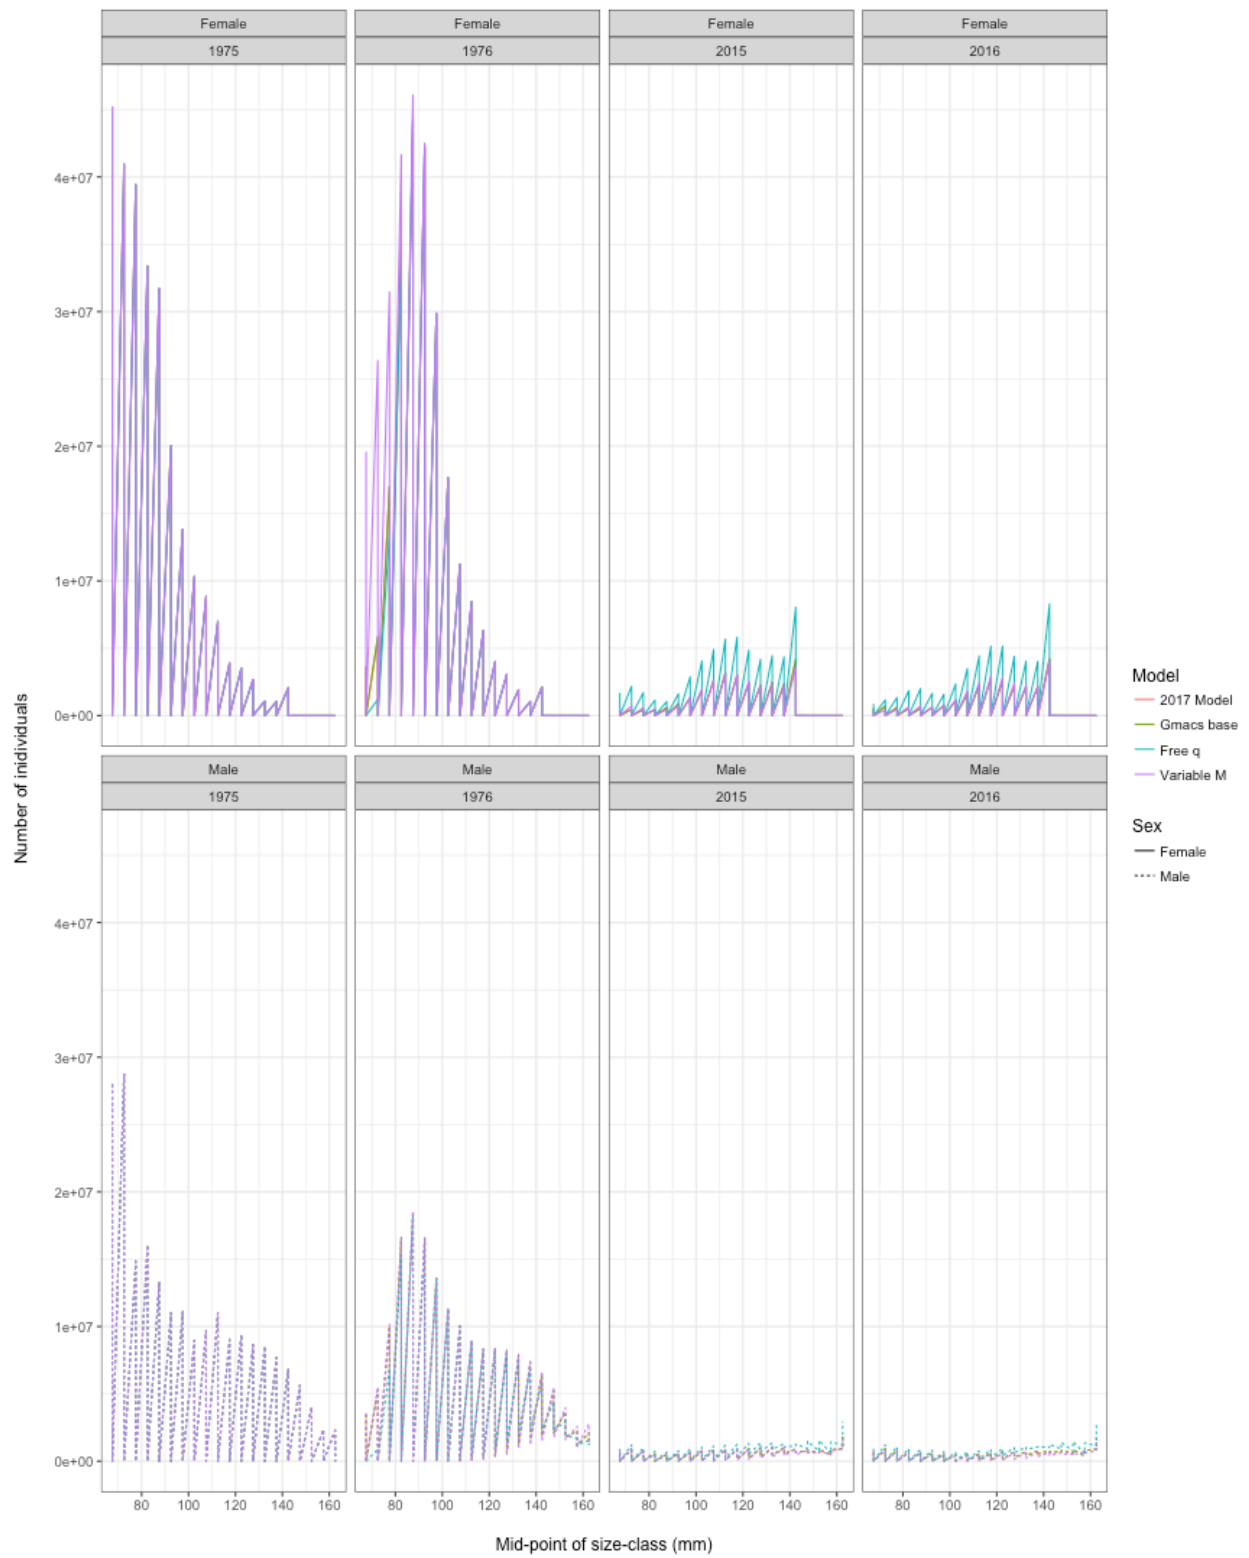 Female Female Female Female
1975 1976 2015 2016
4e+07
3e+07
2e+07
1e+07
0e+00
Number of inidividuals
Model
2017 Model
Gmacs base
Free q
Variable M
Sex
Female
Male
Male Male Male Male
1975 1976 2015 2016
4e+07
3e+07
2e+07
1e+07
0e+00
80 100 120 140 160 80 100 120 140 160 80 100 120 140 160 80 100 120 140 160
Mid-point of size-class (mm)